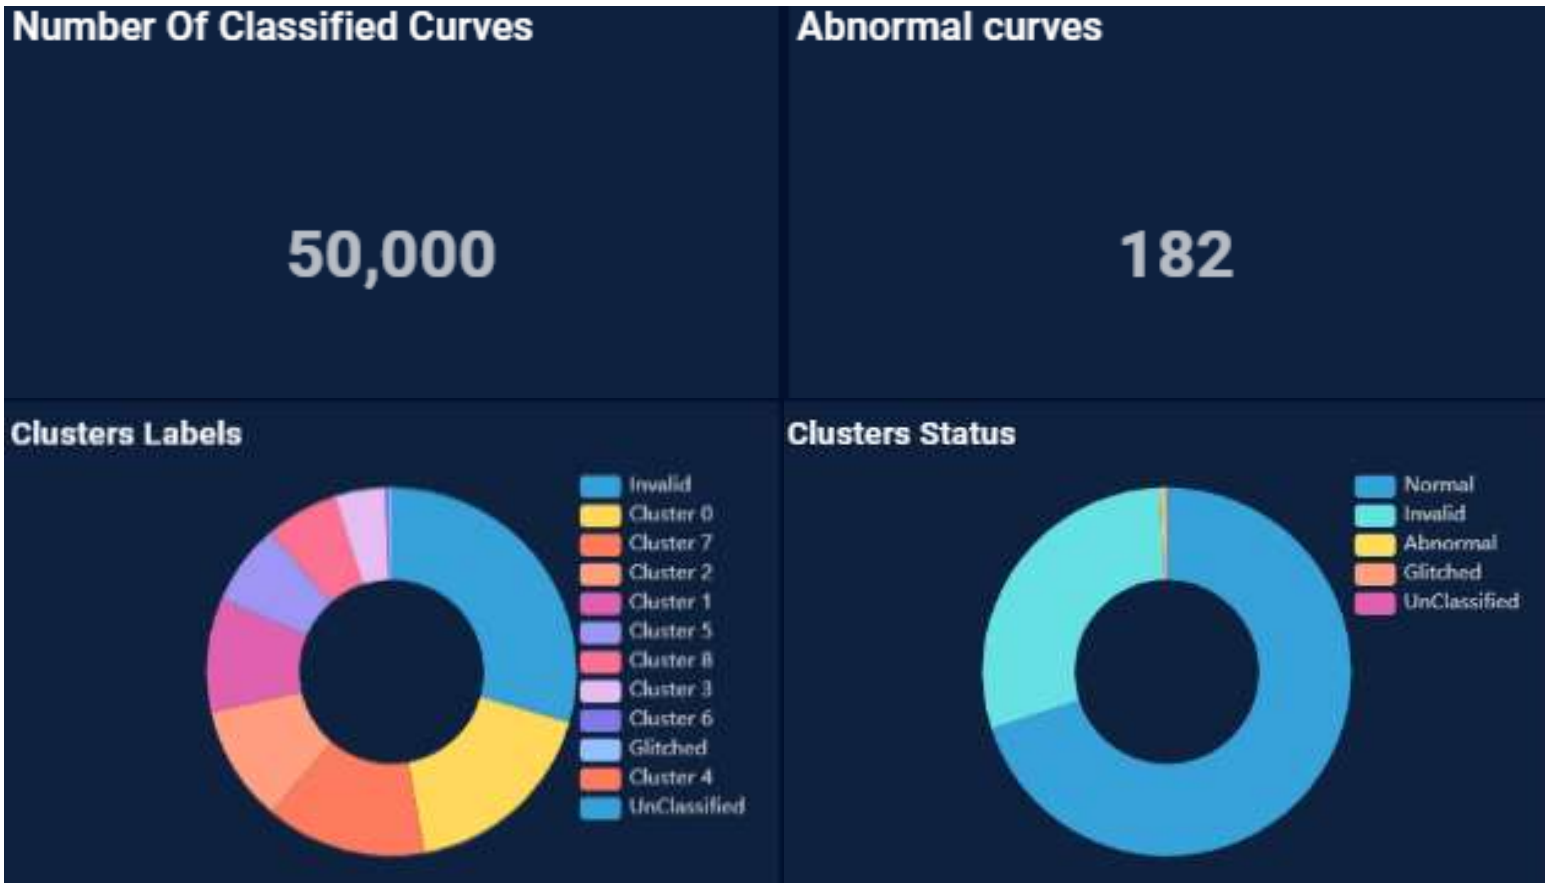 Number Of Classified Curves
50,000
Abnormal curves
182
Clusters Labels
Invalid
Cluster 0
Cluster 7
Cluster 2
Cluster 1
Cluster 5
Cluster 8
Cluster 3
Cluster 6
Glitched
Cluster 4
UnClassified
Clusters Status
Normal
Invalid
Abnormal
Glitched
UnClassified